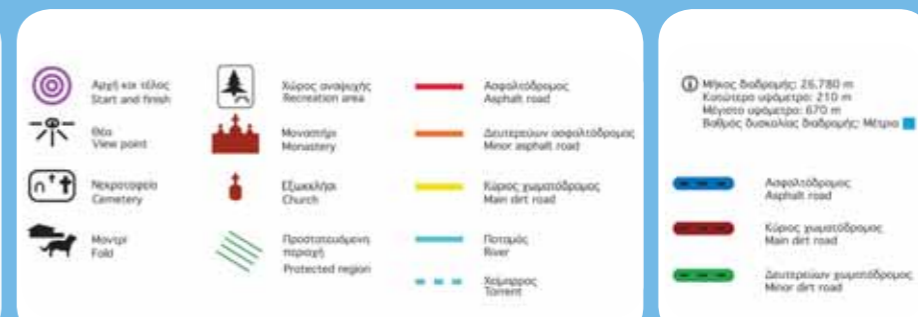 Αρχή και τέλος
Start and finish
Θέα
View point
Νεκροταφείο
Cemetery
Μαντρί
Fold
Χώρος αναψυχής
Recreation area
Μοναστήρι
Monastery
Εξωκκλήσι
Church
Προστατευόμενη
περιοχή
Protected region
Ασφαλτόδρομος
Asphalt road
Δευτερεύων ασφαλτόδρομος
Minor asphalt road
Κύριος χωματόδρομος
Main dirt road
Ποταμός
River
Χείμαρρος
Torrent
Μήκος διαδρομής: 26.780 m
Κατώτερο υψόμετρο: 210 m
Μέγιστο υψόμετρο: 670 m
Βαθμός δυσκολίας διαδρομής: Μέτρια
Ασφαλτόδρομος
Asphalt road
Κύριος χωματόδρομος
Main dirt road
Δευτερεύων χωματόδρομος
Minor dirt road